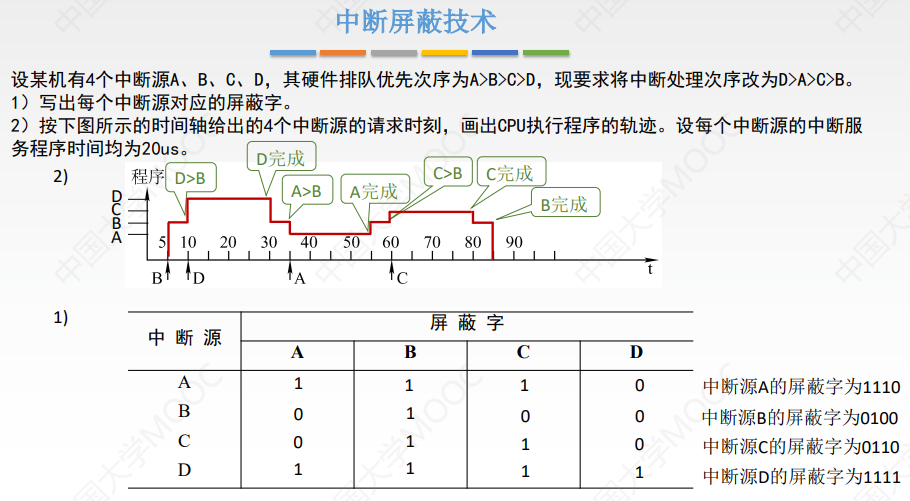 中断屏蔽技术
设某机有4个中断源A、B、C、D，其硬件排队优先次序为A>B>C>D，现要求将中断处理次序改为D>A>C>B。
1）写出每个中断源对应的屏蔽字。
2）按下图所示的时间轴给出的4个中断源的请求时刻，画出CPU执行程序的轨迹。设每个中断源的中断服
务程序时间均为20us。
2)
程序
D>B
D完成
A>B
A完成
C>B
C完成
B完成
D
C
B
A
5 10 20 30 40 50 60 70 80 90
t
B D A C
1)
中 断 源 屏 蔽 字
A B C D
A 1 1 1 0 中断源A的屏蔽字为1110
B 0 1 0 0 中断源B的屏蔽字为0100
C 0 1 1 0 中断源C的屏蔽字为0110
D 1 1 1 1 中断源D的屏蔽字为1111
中国大学MOOC